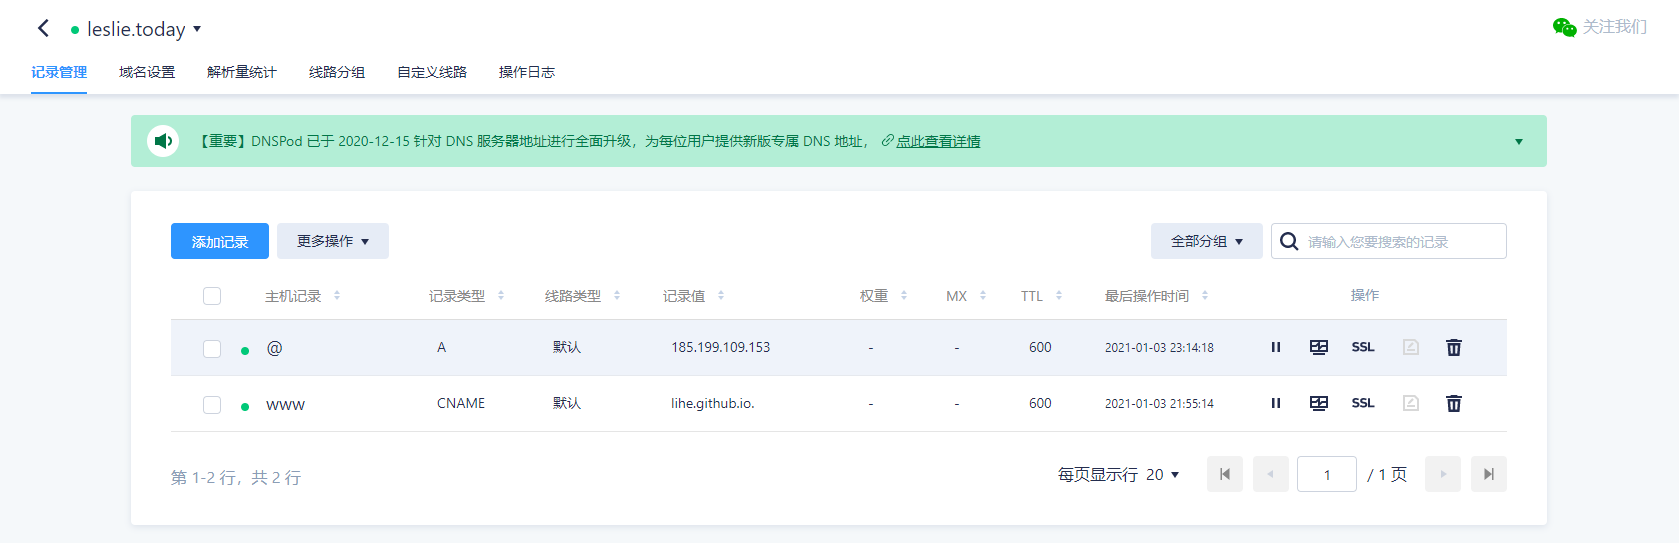 leslie.today
关注我们
记录管理 域名设置 解析量统计 线路分组 自定义线路 操作日志
【重要】DNSPod 已于 2020-12-15 针对 DNS 服务器地址进行全面升级，为每位用户提供新版专属 DNS 地址， 点此查看详情
添加记录 更多操作 全部分组 请输入您要搜索的记录
主机记录 记录类型 线路类型 记录值 权重 MX TTL 最后操作时间 操作
@ A 默认 185.199.109.153 - - 600 2021-01-03 23:14:18 SSL
www CNAME 默认 lihe.github.io. - - 600 2021-01-03 21:55:14 SSL
第 1-2 行，共 2 行 每页显示行 20 1 / 1 页